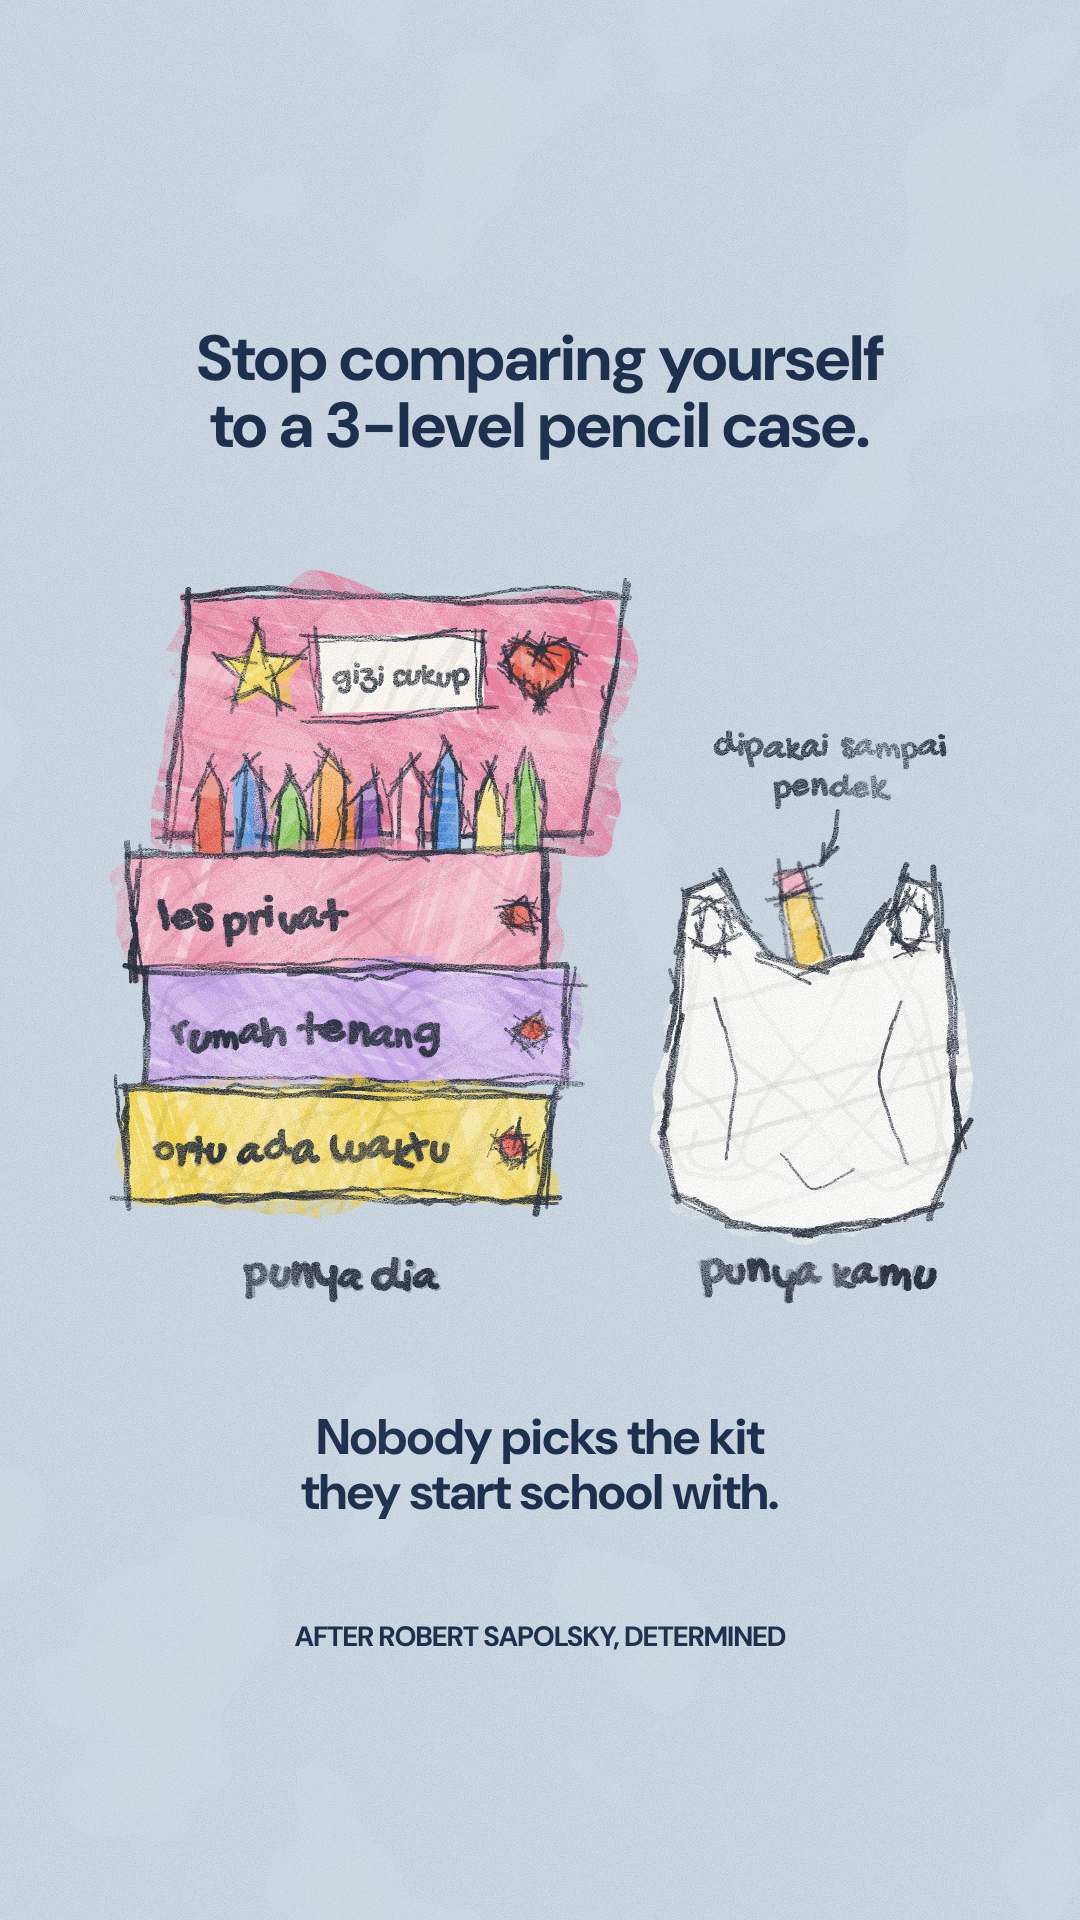 Stop comparing yourself
to a 3-level pencil case.
gizi cukup
dipakai sampai
pendek
les privat
rumah tenang
ortu ada waktu
punya dia
punya kamu
Nobody picks the kit
they start school with.
AFTER ROBERT SAPOLSKY, DETERMINED